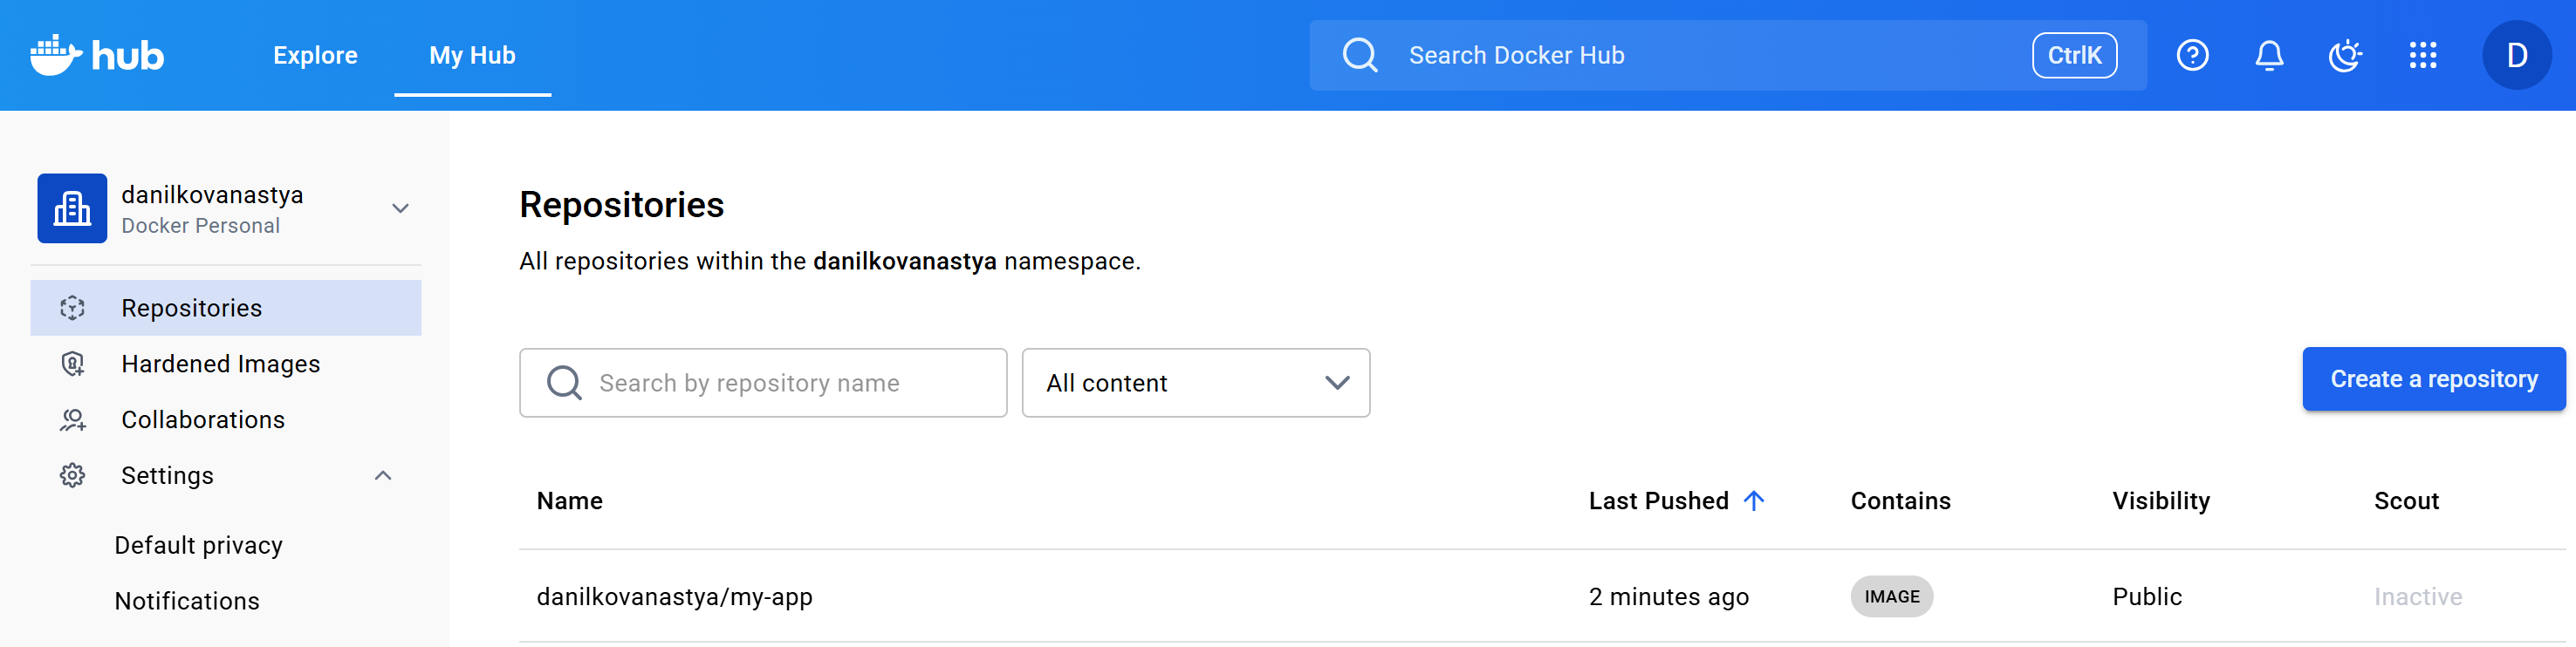 hub
Explore
My Hub
Search Docker Hub
CtrlK
D
danilkovanastya
Docker Personal
Repositories
Hardened Images
Collaborations
Settings
Default privacy
Notifications
Repositories
All repositories within the danilkovanastya namespace.
Search by repository name
All content
Create a repository
Name Last Pushed Contains Visibility Scout
danilkovanastya/my-app 2 minutes ago IMAGE Public Inactive